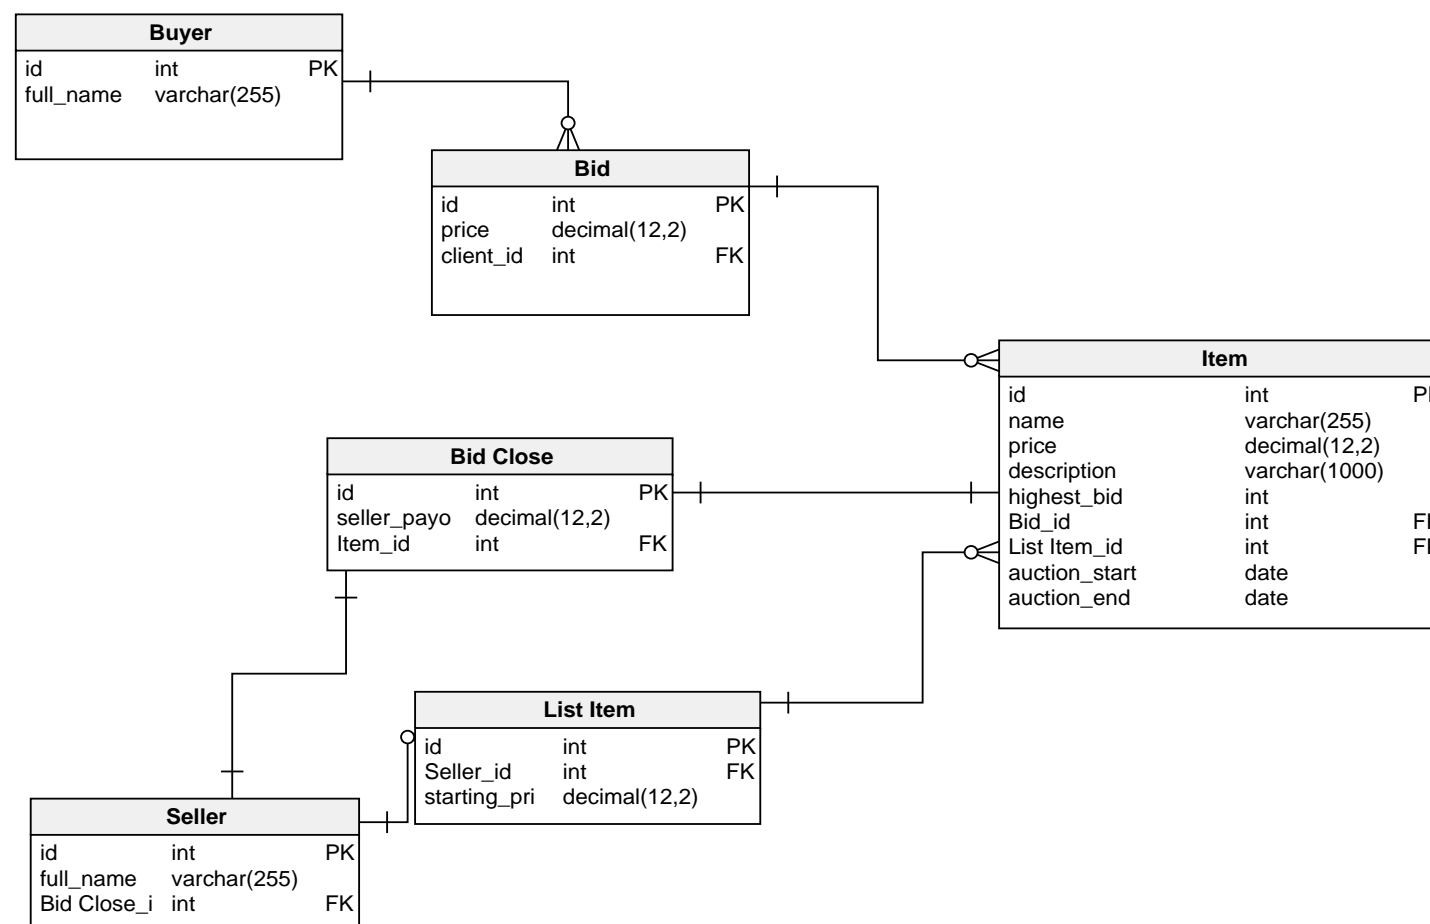 Buyer
id int PK
full_name varchar(255)
Bid
id int PK
price decimal(12,2)
client_id int FK
Item
id int P
name varchar(255)
price decimal(12,2)
description varchar(1000)
highest_bid int
Bid_id int F
List Item_id int F
auction_start date
auction_end date
Bid Close
id int PK
seller_payo decimal(12,2)
Item_id int FK
List Item
id int PK
Seller_id int FK
starting_pri decimal(12,2)
Seller
id int PK
full_name varchar(255)
Bid Close_i int FK